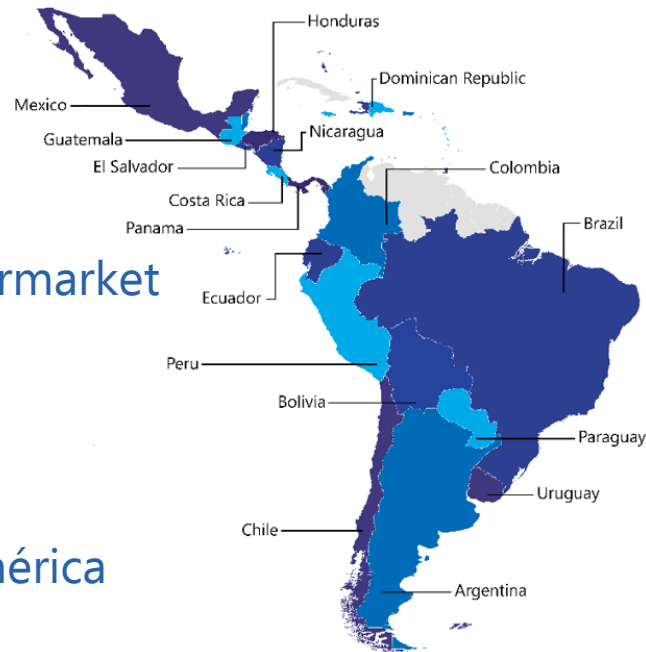 Honduras
Dominican Republic
Mexico
Nicaragua
Guatemala
El Salvador
Colombia
Costa Rica
Panama
Brazil
rmarket
Ecuador
Peru
Bolivia
Paraguay
Uruguay
Chile
mérica
Argentina